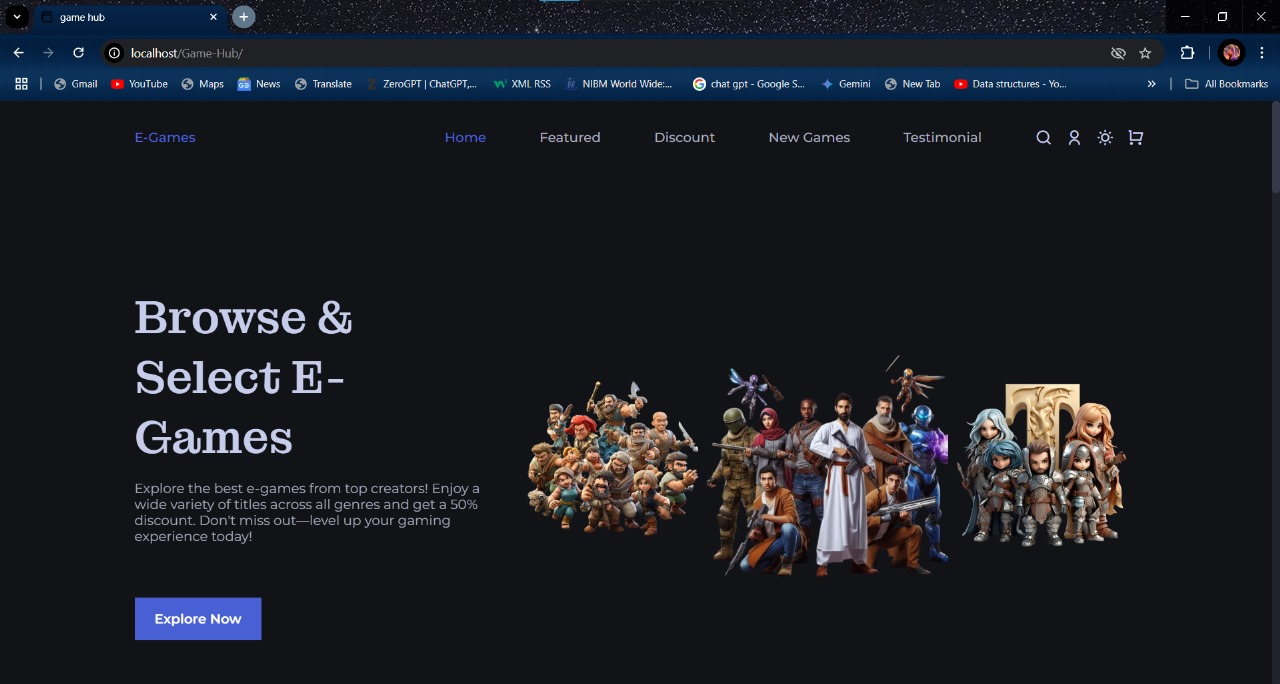 game hub
localhost/Game-Hub/
Gmail
YouTube
Maps
News
Translate
ZeroGPT | ChatGPT,...
XML RSS
NIBM World Wide:...
chat gpt - Google S...
Gemini
New Tab
Data structures - Yo...
All Bookmarks
E-Games
Home
Featured
Discount
New Games
Testimonial
Browse &
Select E-
Games
Explore the best e-games from top creators! Enjoy a
wide variety of titles across all genres and get a 50%
discount. Don't miss out—level up your gaming
experience today!
Explore Now